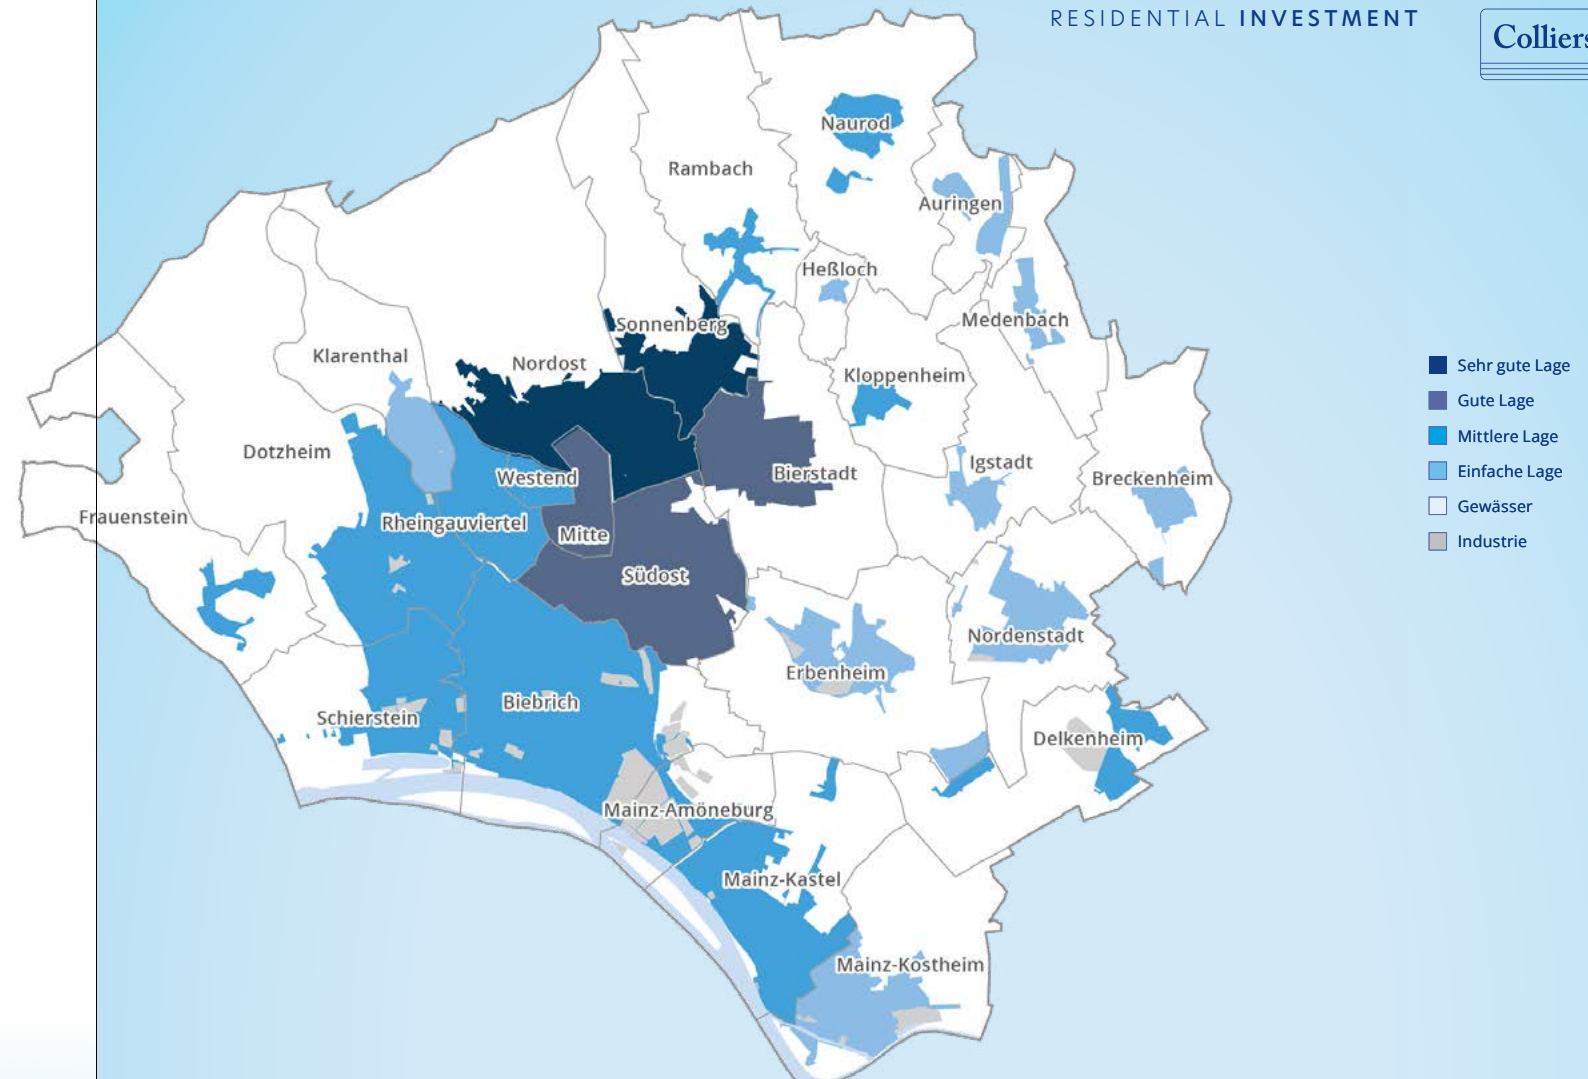 RESIDENTIAL INVESTMENT
Colliers
Naurod
Rambach
Auringen
Heßloch
Medenbach
Sonnenberg
Klarenthal
Nordost
Kloppenheim
Dotzheim
Igstadt
Westend
Bierstadt
Breckenheim
Frauenstein
Rheingauviertel
Mitte
Südost
Nordenstadt
Erbenheim
Biebrich
Schierstein
Delkenheim
Mainz-Amöneburg
Mainz-Kastel
Mainz-Kostheim
Sehr gute Lage
Gute Lage
Mittlere Lage
Einfache Lage
Gewässer
Industrie